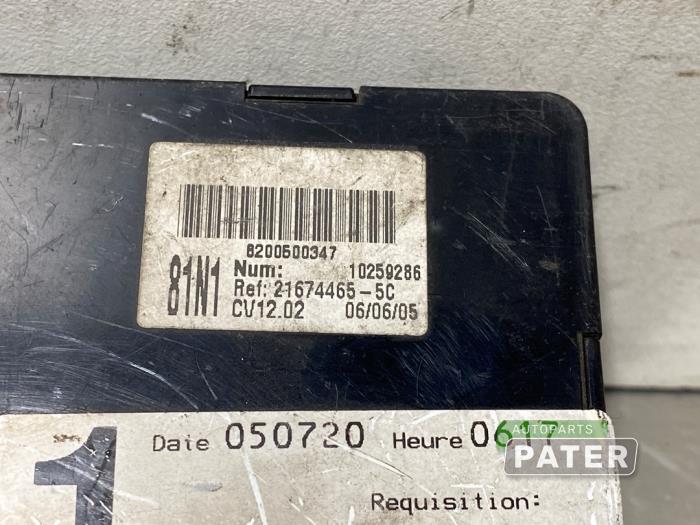 8200500347
81N1
Num: 10259286
Ref: 21674465-5C
CV12.02 06/06/05
1
Date 050720 Heure 0617
AUTOPARTS
PATER
Requisition: